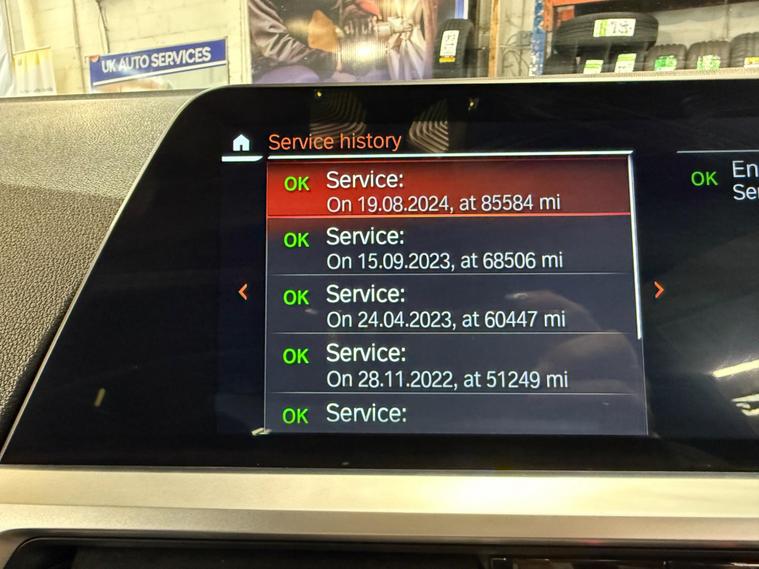 UK AUTO SERVICES
Service history
OK Service:
On 19.08.2024, at 85584 mi
OK Service:
On 15.09.2023, at 68506 mi
OK Service:
On 24.04.2023, at 60447 mi
OK Service:
On 28.11.2022, at 51249 mi
OK Service:
OK En
Ser